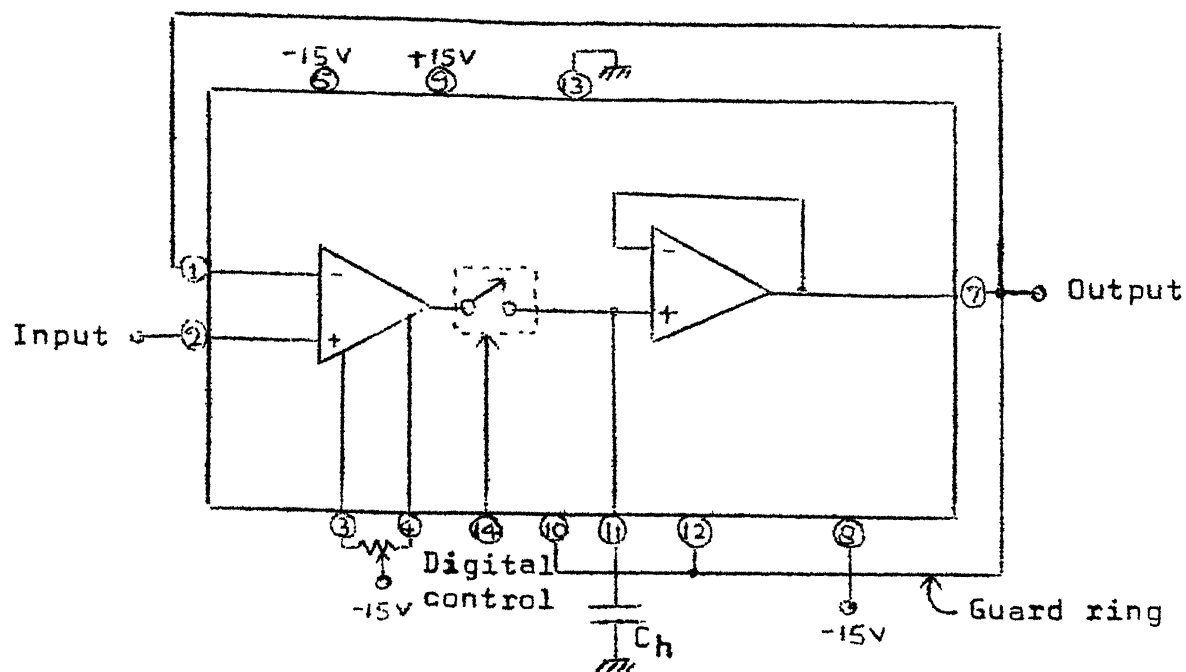 -15V
+15V
5
9
13
1
-
-
7
Output
Input
2
+
+
3
4
14
10
11
12
8
Digital
control
-15V
-15V
Guard ring
Ch